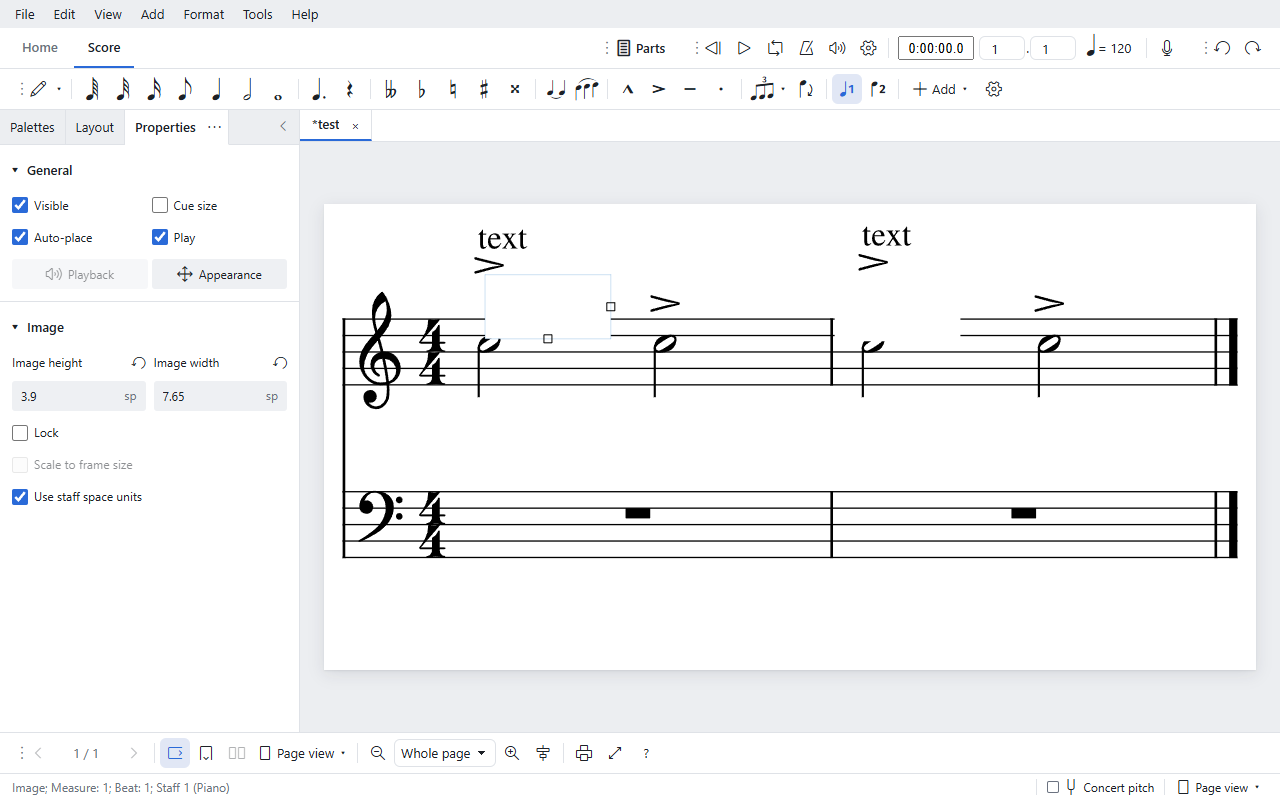 File Edit View Add Format Tools Help
Home Score Parts 0:00:00.0 1 . 1 = 120
3 1 2 Add
Palettes Layout Properties ··· *test ×
General
Visible Cue size
Auto-place Play
Playback Appearance
Image
Image height Image width
3.9 sp 7.65 sp
Lock
Scale to frame size
Use staff space units
text text
1 / 1 Page view Whole page ?
Image; Measure: 1; Beat: 1; Staff 1 (Piano) Concert pitch Page view